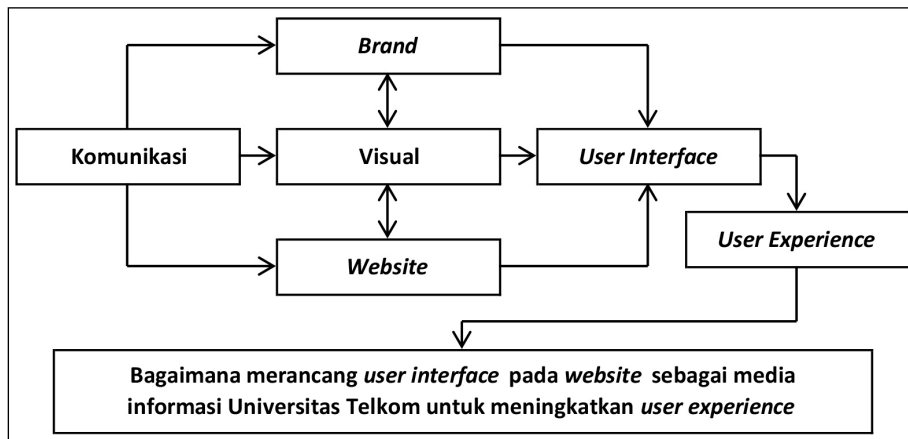 Brand
Komunikasi
Visual
User Interface
User Experience
Website
Bagaimana merancang user interface pada website sebagai media
informasi Universitas Telkom untuk meningkatkan user experience